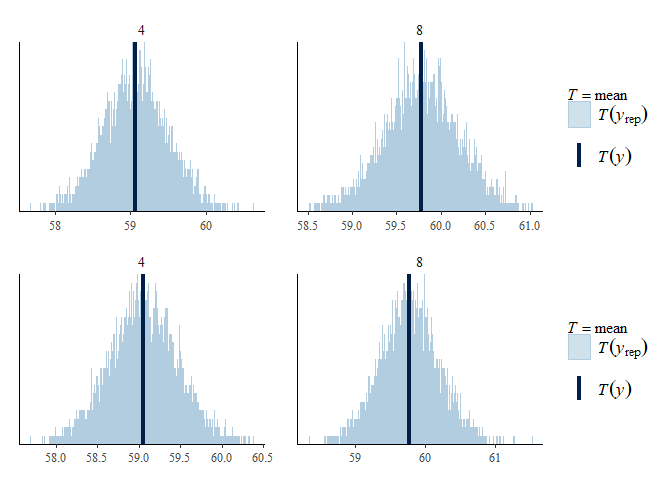 4 8
T = mean
T(yrep)
T(y)
58 59 60
58.5 59.0 59.5 60.0 60.5 61.0
4 8
T = mean
T(yrep)
T(y)
58.0 58.5 59.0 59.5 60.0 60.5
59 60 61